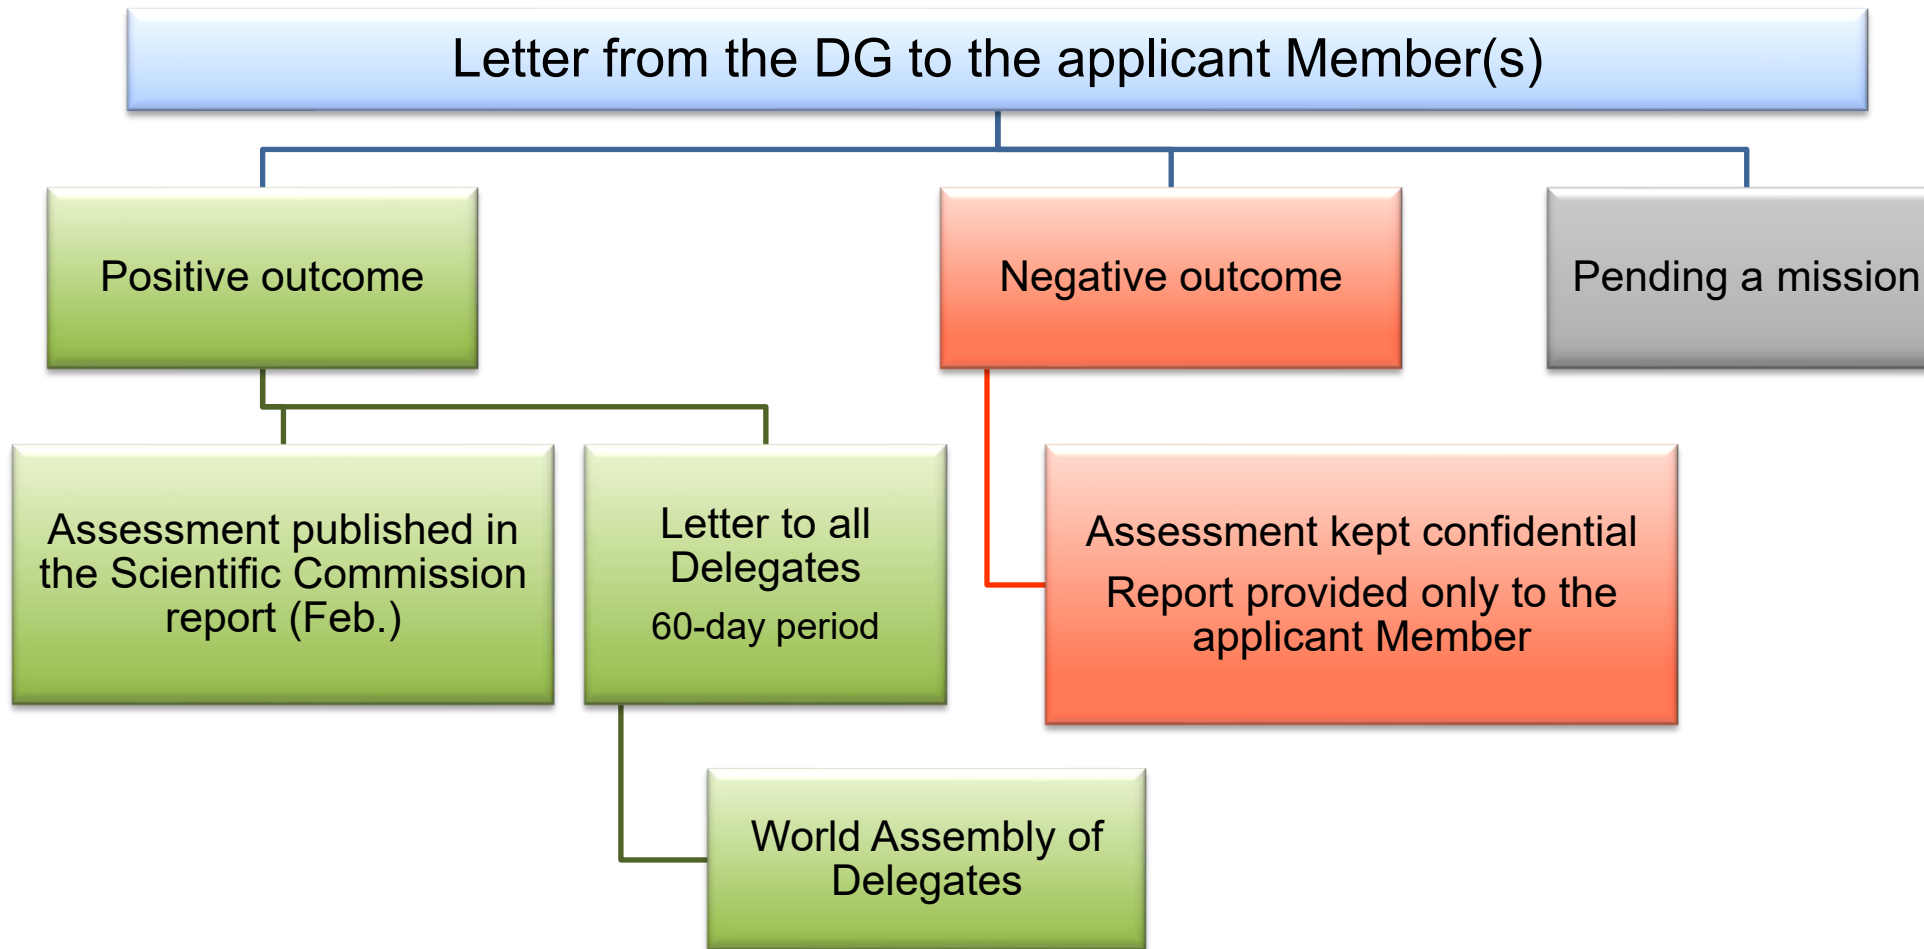 Letter from the DG to the applicant Member(s)
Positive outcome
Negative outcome
Pending a mission
Assessment published in
the Scientific Commission
report (Feb.)
Letter to all
Delegates
60-day period
Assessment kept confidential
Report provided only to the
applicant Member
World Assembly of
Delegates